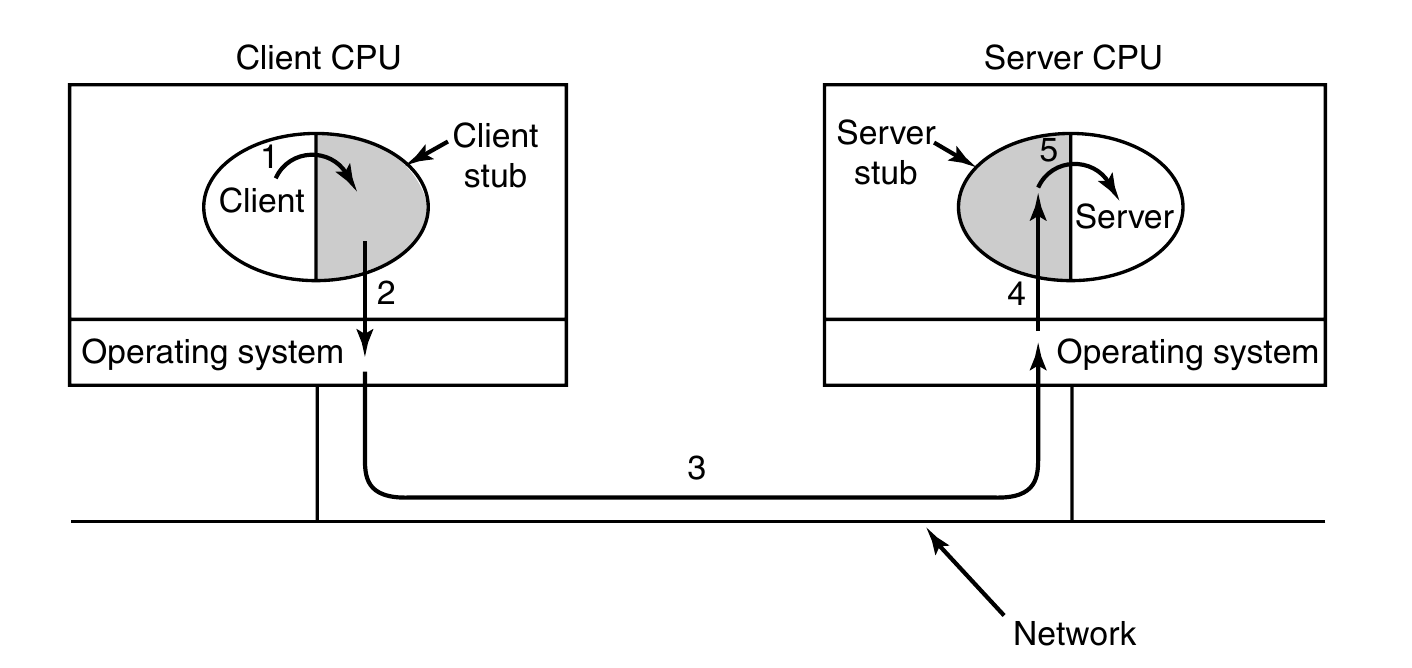 Client CPU
Server CPU
1
Client
Client
stub
Server
stub
5
Server
2
4
Operating system
Operating system
3
Network